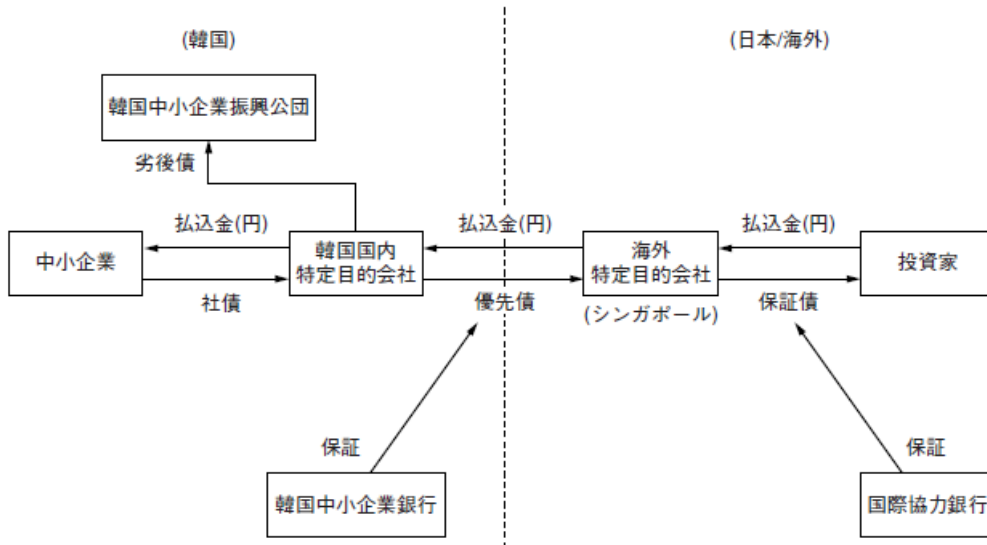 (韓国)
(日本/海外)
韓国中小企業振興公団
劣後債
払込金(円)
払込金(円)
払込金(円)
中小企業
韓国国内
特定目的会社
海外
特定目的会社
投資家
社債
優先債
(シンガポール)
保証債
保証
保証
韓国中小企業銀行
国際協力銀行